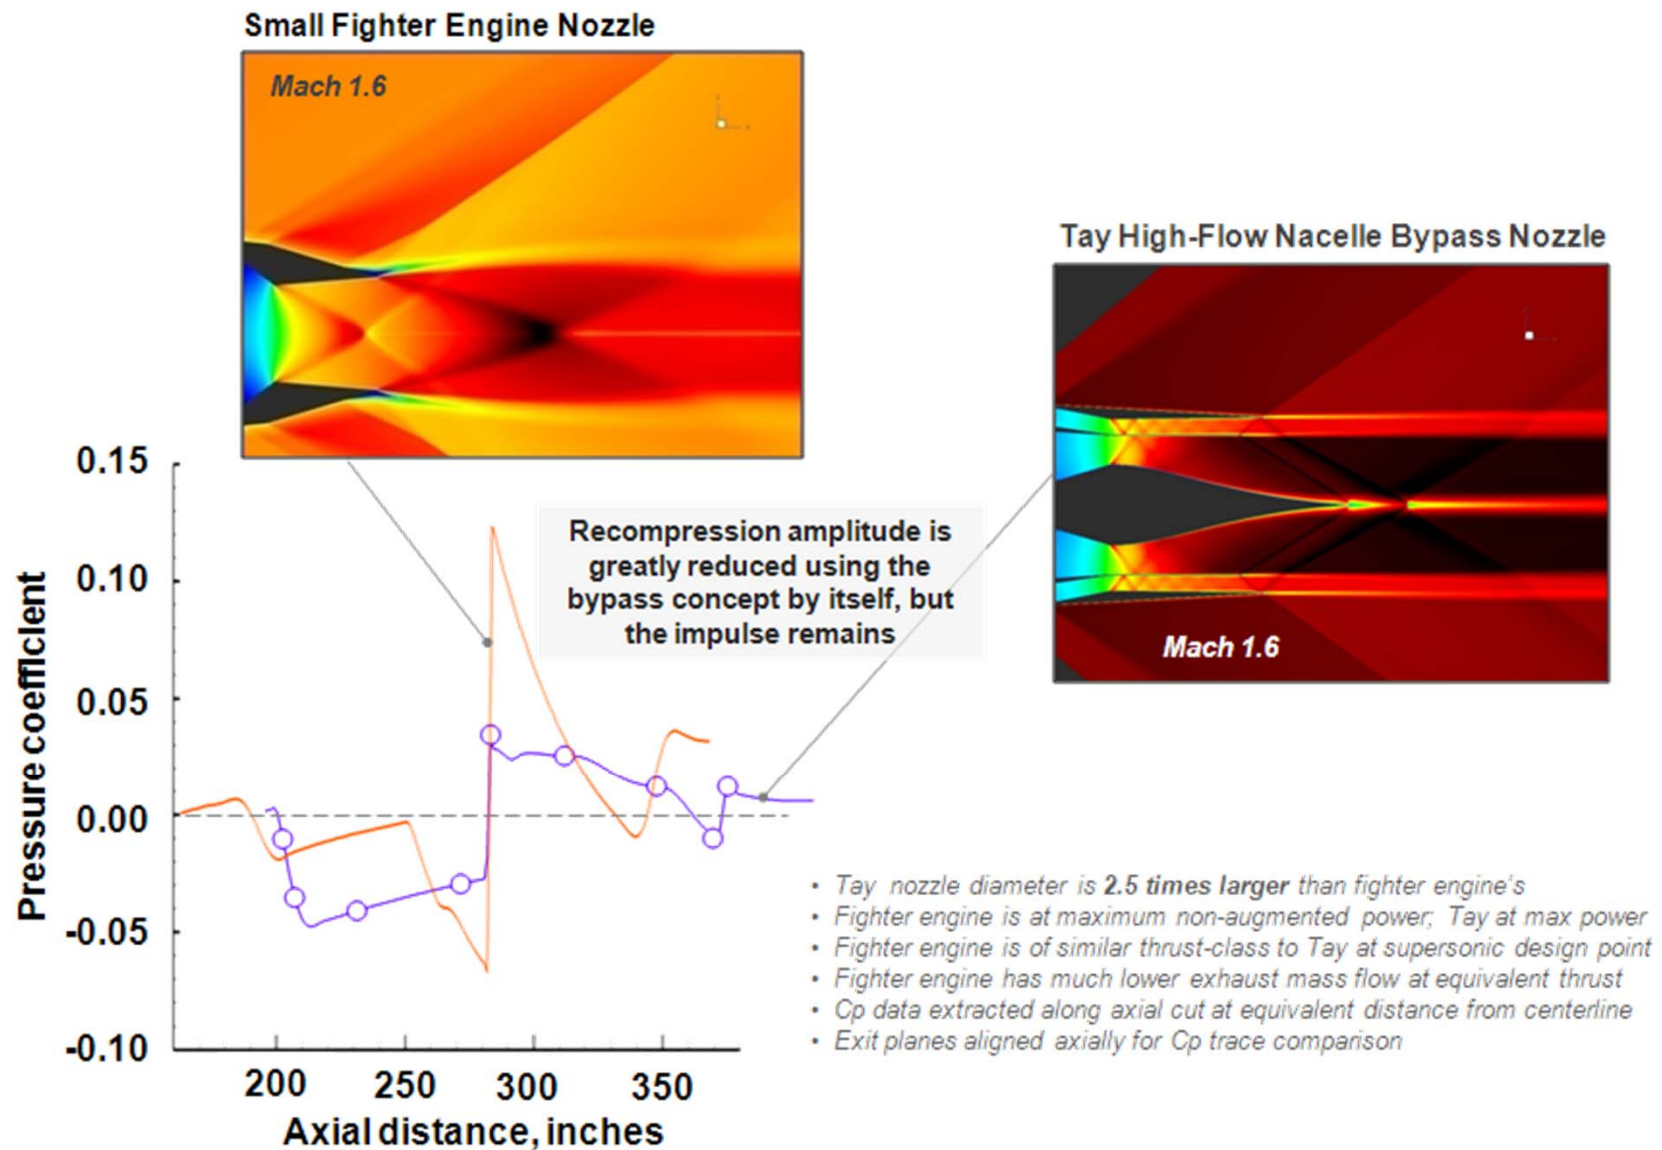 Small Fighter Engine Nozzle
Mach 1.6
Tay High-Flow Nacelle Bypass Nozzle
Mach 1.6
Recompression amplitude is
greatly reduced using the
bypass concept by itself, but
the impulse remains
Pressure coefficient
0.15
0.10
0.05
0.00
-0.05
-0.10
200
250
300
350
Axial distance, inches
• Tay nozzle diameter is 2.5 times larger than fighter engine's
• Fighter engine is at maximum non-augmented power; Tay at max power
• Fighter engine is of similar thrust-class to Tay at supersonic design point
• Fighter engine has much lower exhaust mass flow at equivalent thrust
• Cp data extracted along axial cut at equivalent distance from centerline
• Exit planes aligned axially for Cp trace comparison